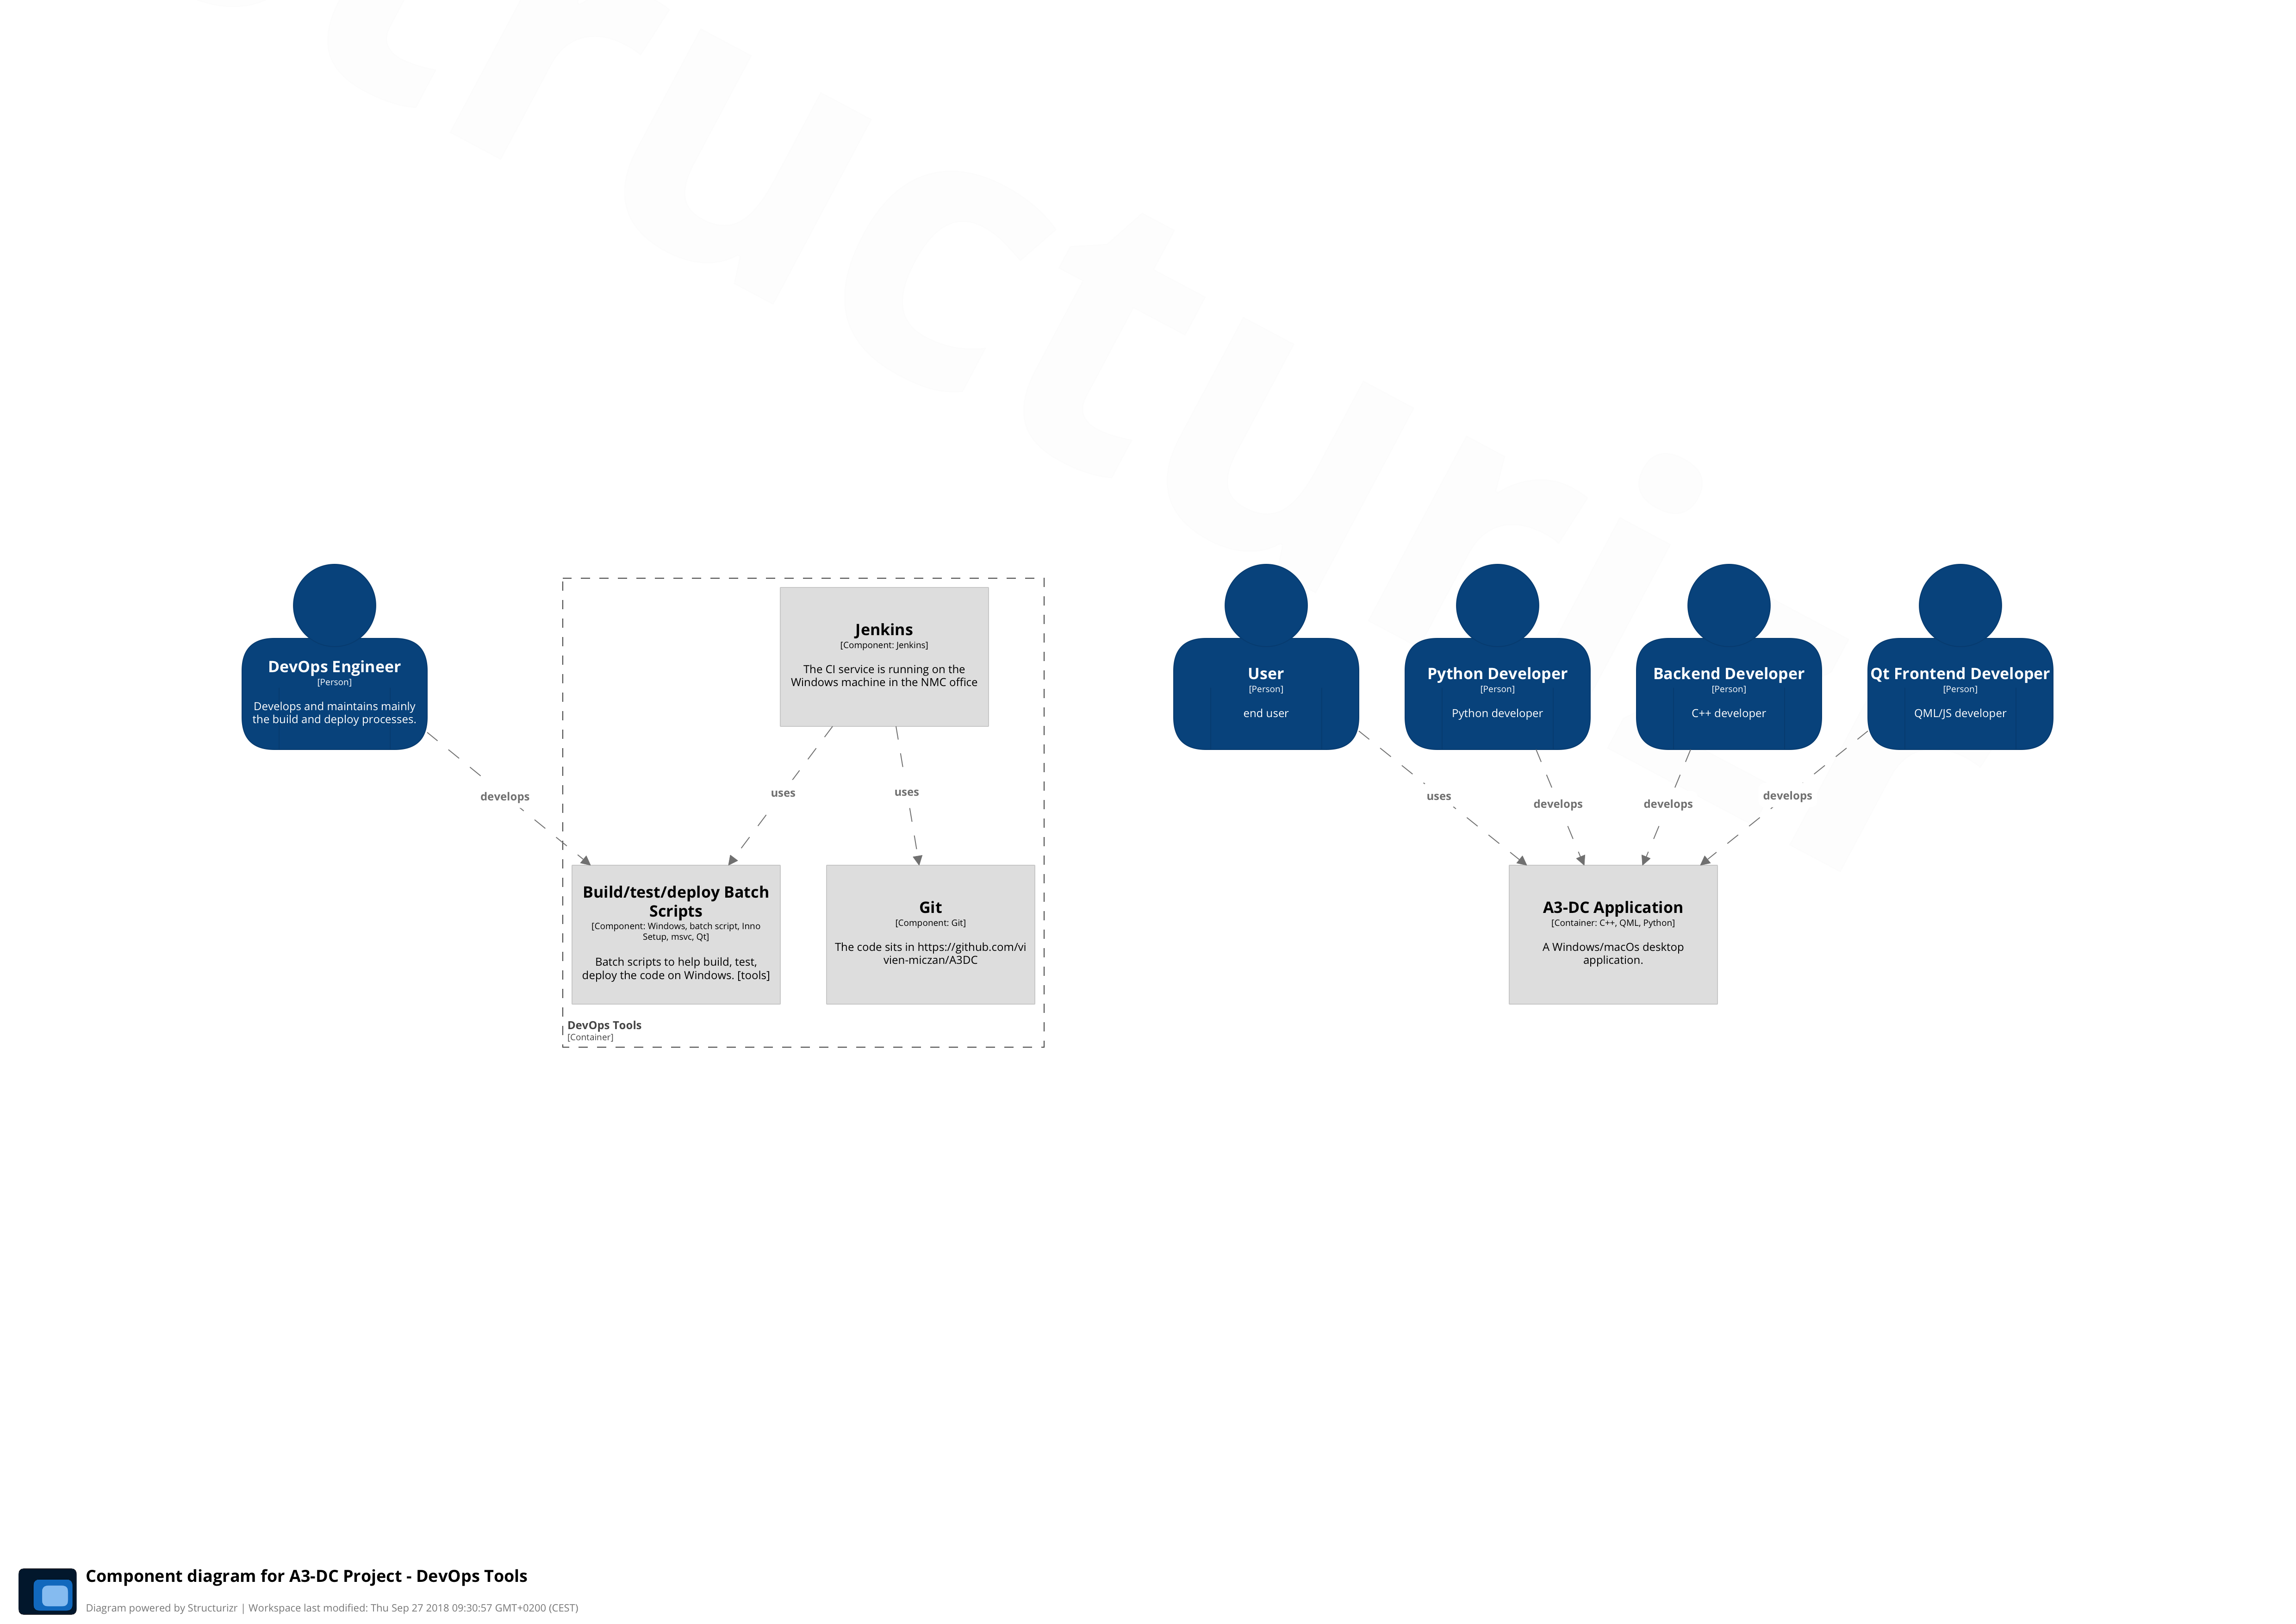 DevOps Engineer
[Person]
Develops and maintains mainly
the build and deploy processes.
develops
Jenkins
[Component: Jenkins]
The CI service is running on the
Windows machine in the NMC office
uses
uses
Build/test/deploy Batch
Scripts
[Component: Windows, batch script, Inno
Setup, msvc, Qt]
Batch scripts to help build, test,
deploy the code on Windows. [tools]
Git
[Component: Git]
The code sits in https://github.com/vi
vien-miczan/A3DC
DevOps Tools
[Container]
User
[Person]
end user
Python Developer
[Person]
Python developer
Backend Developer
[Person]
C++ developer
Qt Frontend Developer
[Person]
QML/JS developer
uses
develops
develops
develops
A3-DC Application
[Container: C++, QML, Python]
A Windows/macOs desktop
application.
Component diagram for A3-DC Project - DevOps Tools
Diagram powered by Structurizr | Workspace last modified: Thu Sep 27 2018 09:30:57 GMT+0200 (CEST)